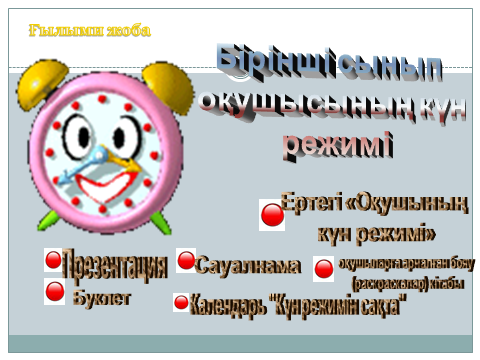 Ғылыми жоба
Бірінші сынып
оқушысының күн
режимі
Ертегі «Оқушының
күн режимі»
Презентация
Сауалнама
оқушыларға арналған бояу
(раскраскалар) кітабы
Буклет
Календарь "Күн режимін сақта"